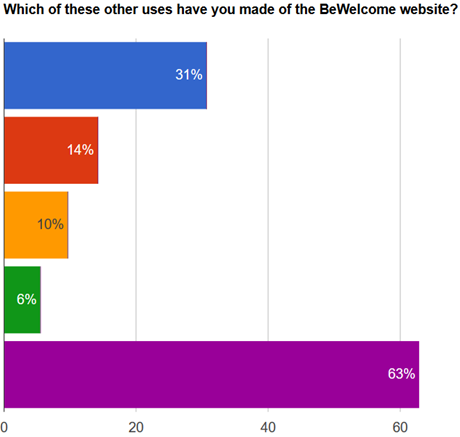 Which of these other uses have you made of the BeWelcome website?
31%
14%
10%
6%
63%
0 20 40 60